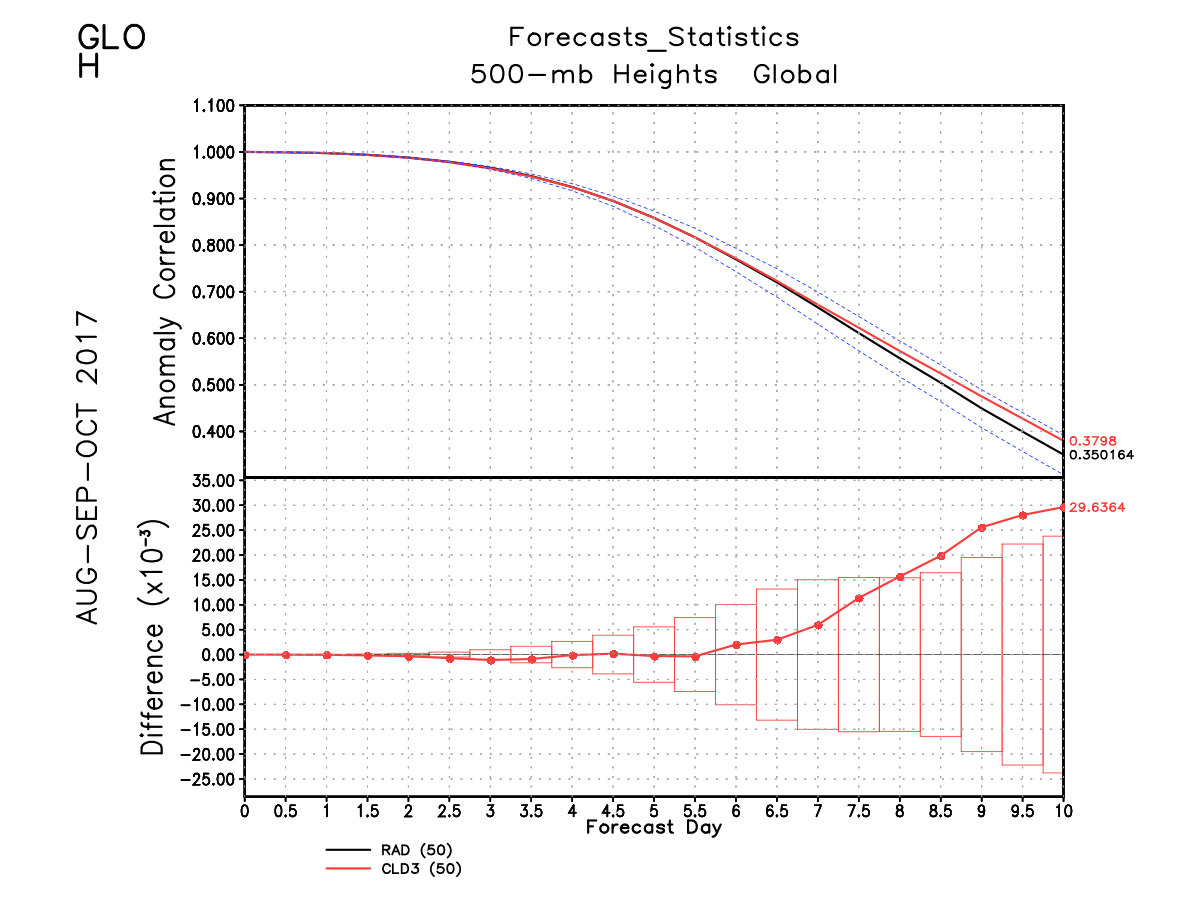 GLO
H
Forecasts_Statistics
500-mb Heights Global
AUG-SEP-OCT 2017
Anomaly Correlation
1.100
1.000
0.900
0.800
0.700
0.600
0.500
0.400
0.3798
0.350164
Difference (x10⁻³)
35.00
30.00
25.00
20.00
15.00
10.00
5.00
0.00
-5.00
-10.00
-15.00
-20.00
-25.00
29.6364
0 0.5 1 1.5 2 2.5 3 3.5 4 4.5 5 5.5 6 6.5 7 7.5 8 8.5 9 9.5 10
Forecast Day
RAD (50)
CLD3 (50)